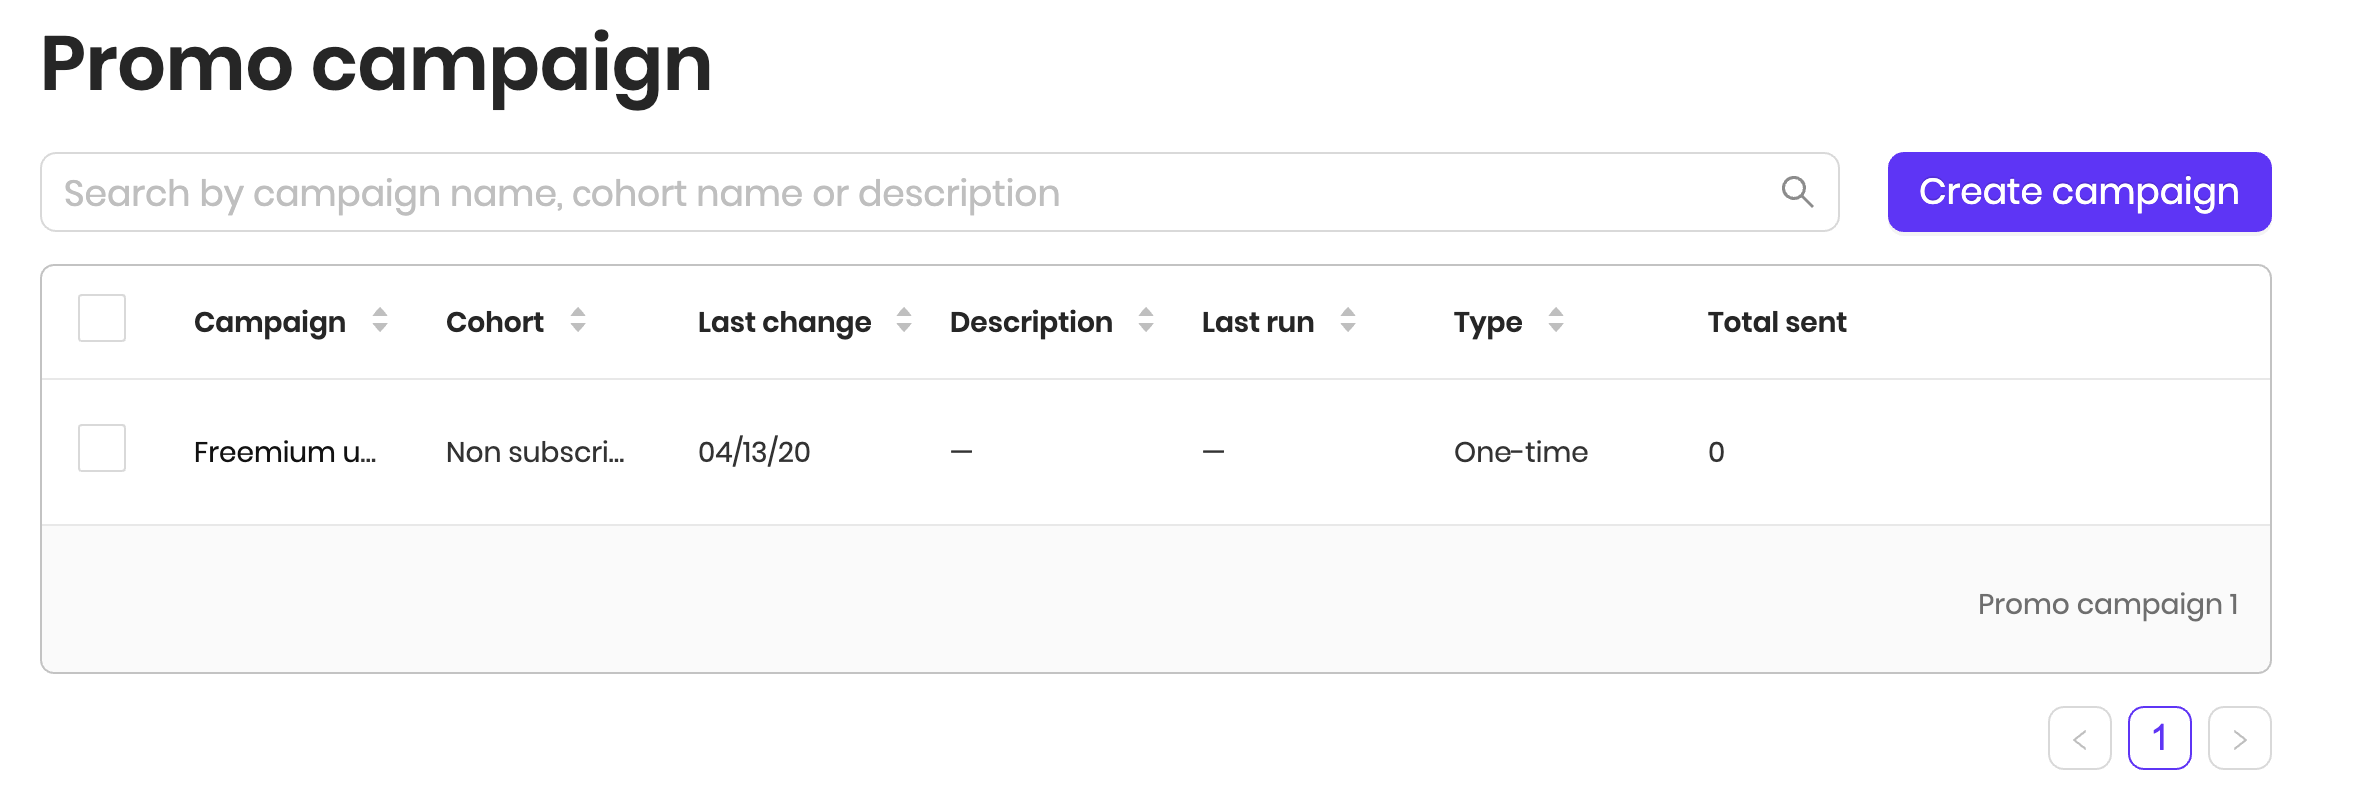 Promo campaign
Search by campaign name, cohort name or description
Create campaign
Campaign Cohort Last change Description Last run Type Total sent
Freemium u... Non subscri... 04/13/20 — — One-time 0
Promo campaign 1
< 1 >